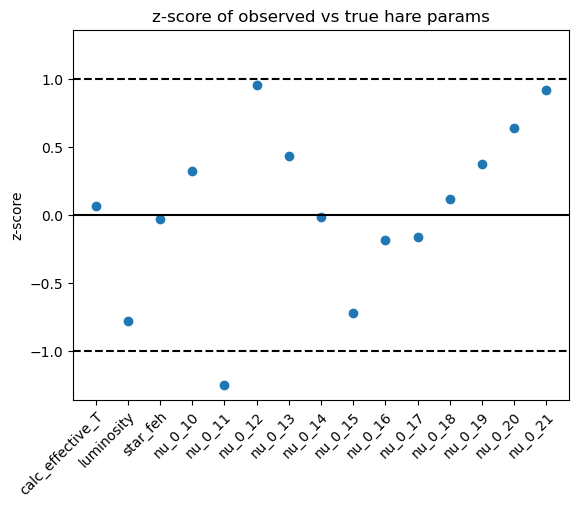 z-score of observed vs true hare params
z-score
1.0
0.5
0.0
−0.5
−1.0
calc_effective_T
luminosity
star_feh
nu_0_10
nu_0_11
nu_0_12
nu_0_13
nu_0_14
nu_0_15
nu_0_16
nu_0_17
nu_0_18
nu_0_19
nu_0_20
nu_0_21